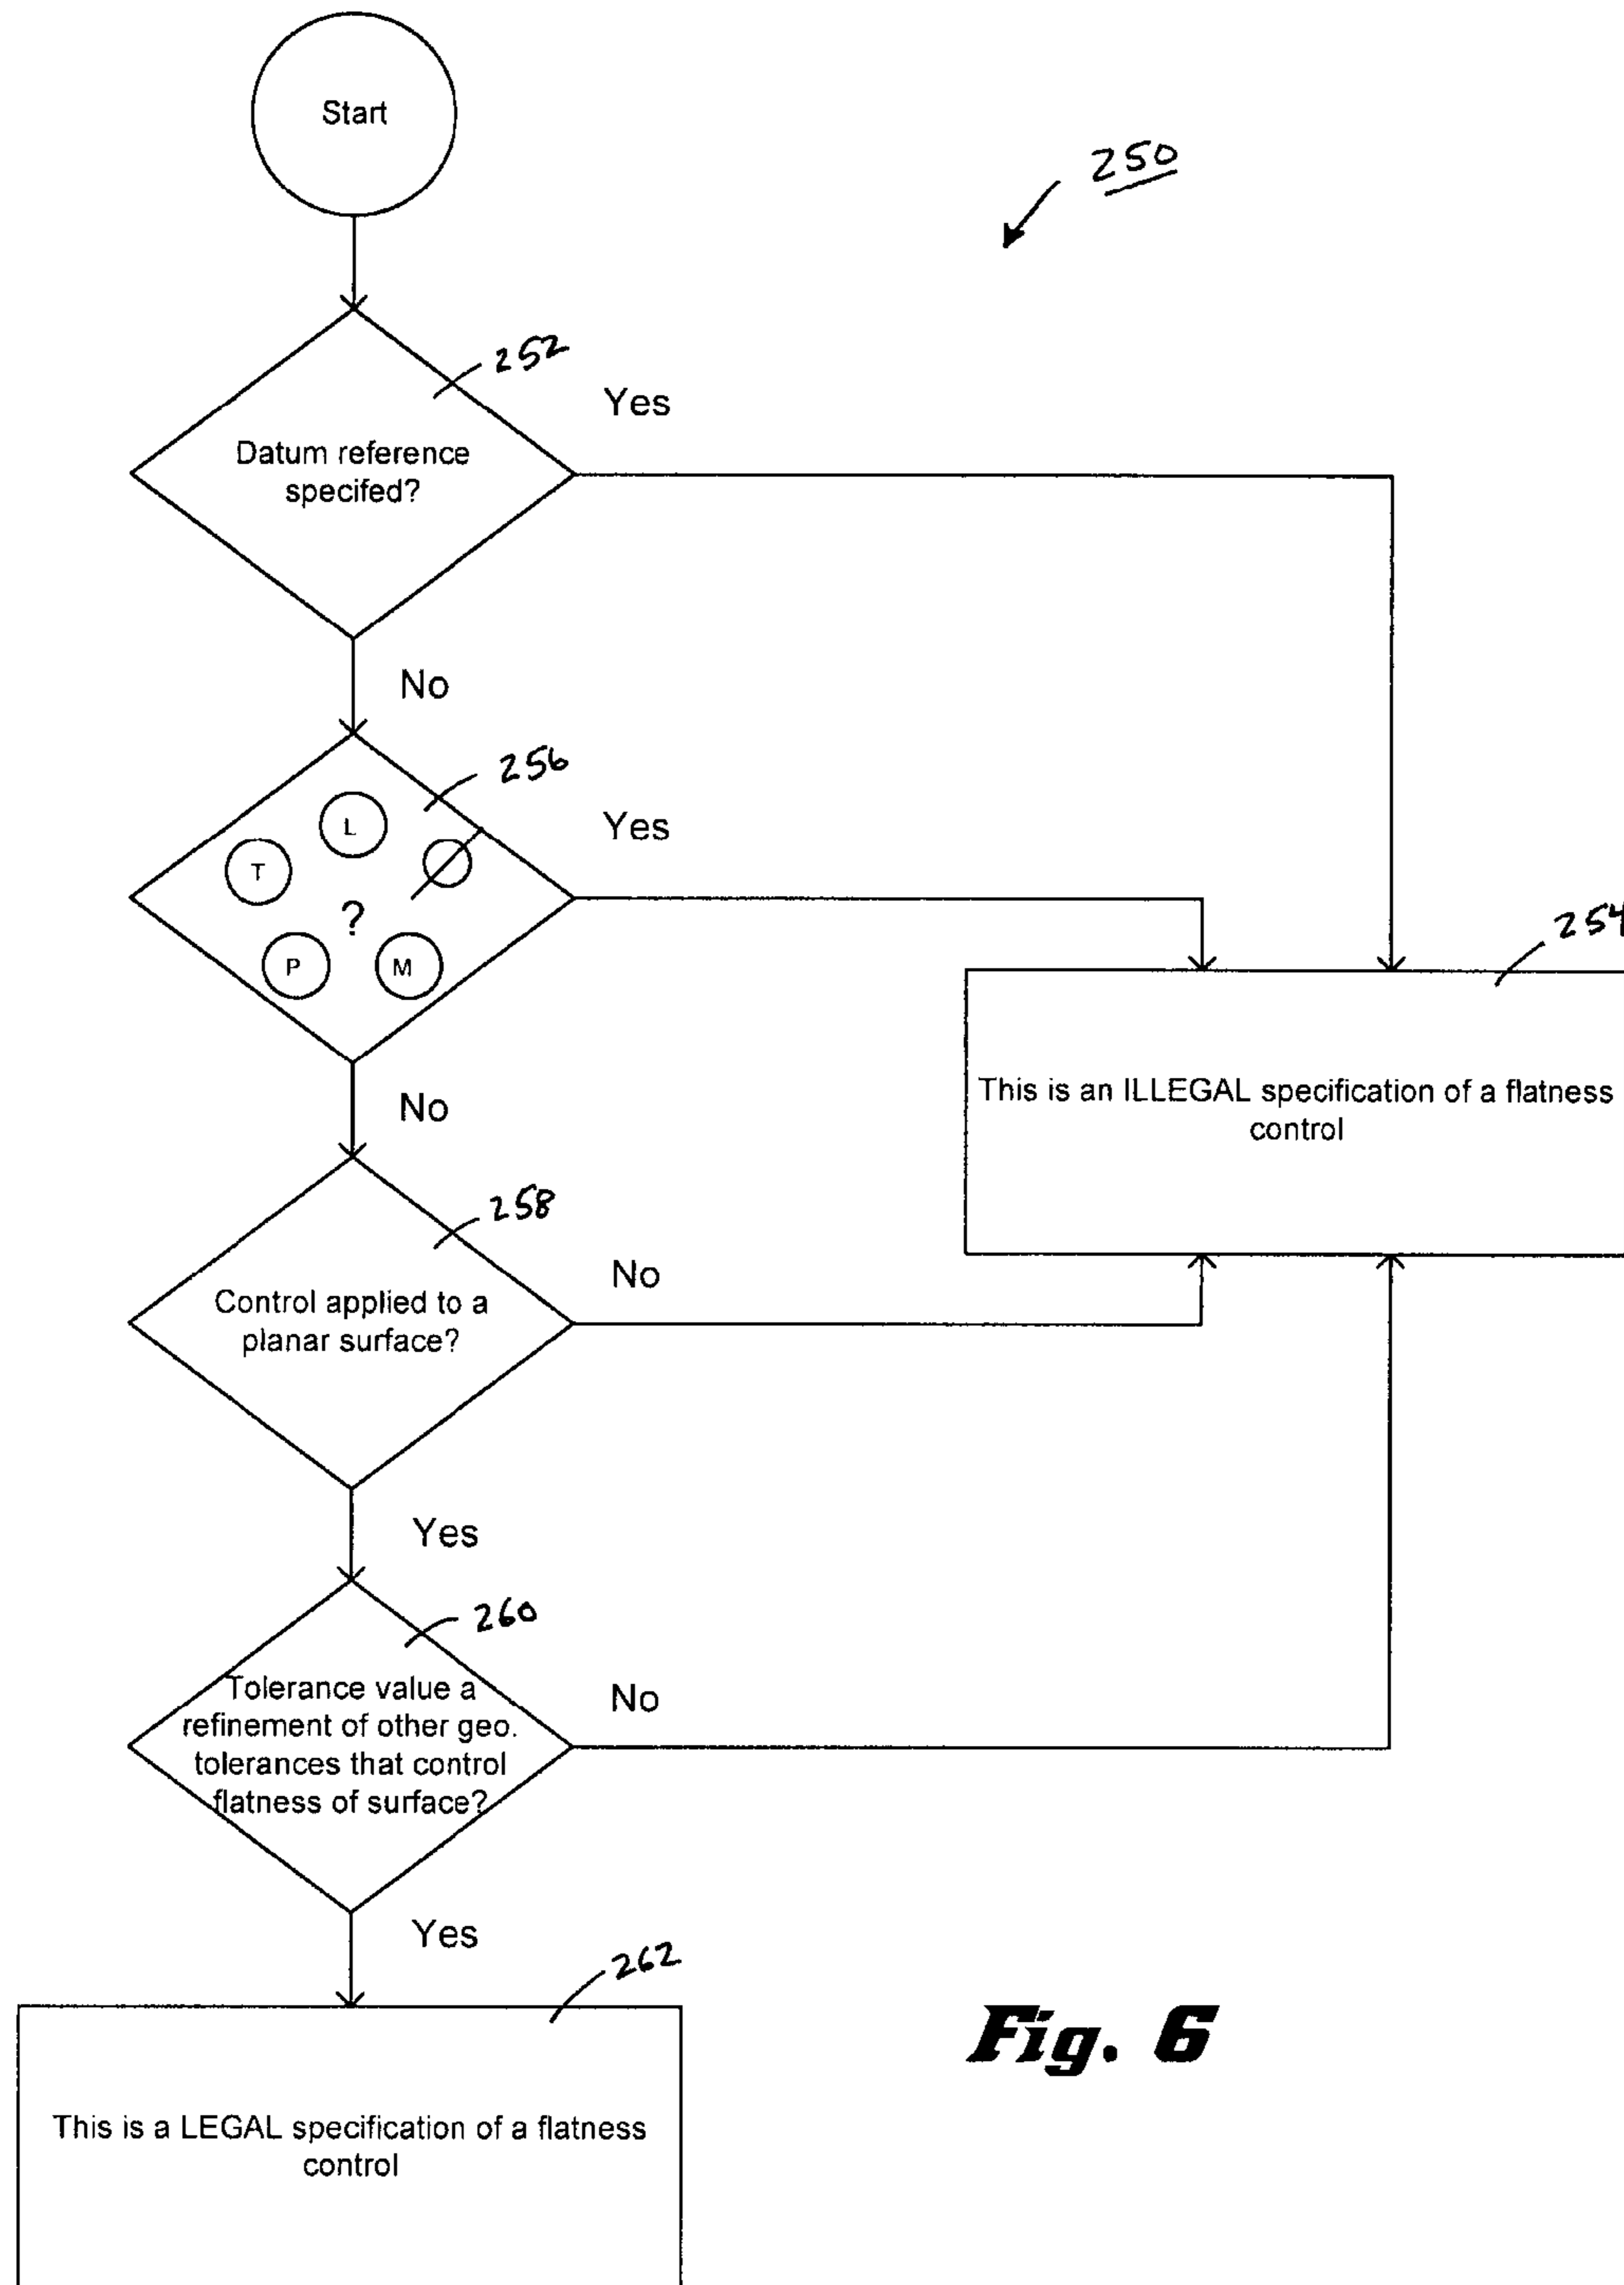 Start
250
252
Yes
Datum reference
specifed?
No
256
Yes
L
T
?
P
M
254
This is an ILLEGAL specification of a flatness
control
No
258
No
Control applied to a
planar surface?
Yes
260
No
Tolerance value a
refinement of other geo.
tolerances that control
flatness of surface?
Yes
262
This is a LEGAL specification of a flatness
control
Fig. 6